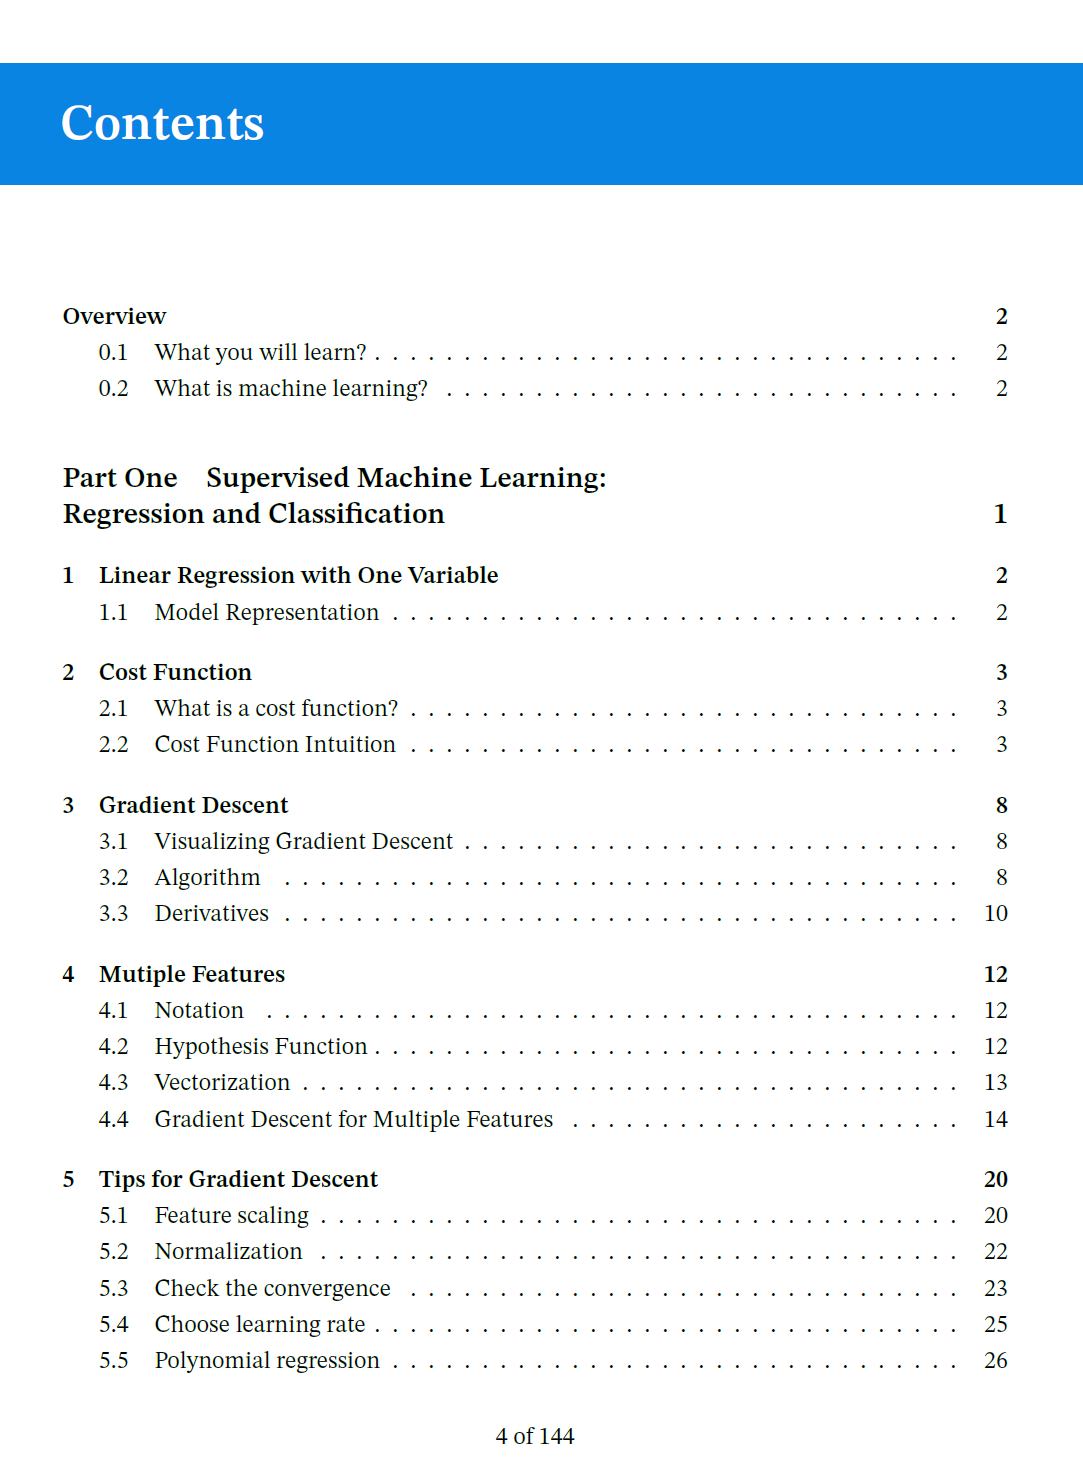 Contents
Overview 2
0.1 What you will learn? . . . . . . . . . . . . . . . . . . . . . . . . . . . . . . . . . 2
0.2 What is machine learning? . . . . . . . . . . . . . . . . . . . . . . . . . . . . . 2
Part One Supervised Machine Learning:
Regression and Classification 1
1 Linear Regression with One Variable 2
1.1 Model Representation . . . . . . . . . . . . . . . . . . . . . . . . . . . . . . . . 2
2 Cost Function 3
2.1 What is a cost function? . . . . . . . . . . . . . . . . . . . . . . . . . . . . . . . 3
2.2 Cost Function Intuition . . . . . . . . . . . . . . . . . . . . . . . . . . . . . . . 3
3 Gradient Descent 8
3.1 Visualizing Gradient Descent . . . . . . . . . . . . . . . . . . . . . . . . . . . . 8
3.2 Algorithm . . . . . . . . . . . . . . . . . . . . . . . . . . . . . . . . . . . . . . 8
3.3 Derivatives . . . . . . . . . . . . . . . . . . . . . . . . . . . . . . . . . . . . . . 10
4 Mutiple Features 12
4.1 Notation . . . . . . . . . . . . . . . . . . . . . . . . . . . . . . . . . . . . . . . 12
4.2 Hypothesis Function . . . . . . . . . . . . . . . . . . . . . . . . . . . . . . . . . 12
4.3 Vectorization . . . . . . . . . . . . . . . . . . . . . . . . . . . . . . . . . . . . . 13
4.4 Gradient Descent for Multiple Features . . . . . . . . . . . . . . . . . . . . . . 14
5 Tips for Gradient Descent 20
5.1 Feature scaling . . . . . . . . . . . . . . . . . . . . . . . . . . . . . . . . . . . . 20
5.2 Normalization . . . . . . . . . . . . . . . . . . . . . . . . . . . . . . . . . . . . 22
5.3 Check the convergence . . . . . . . . . . . . . . . . . . . . . . . . . . . . . . . 23
5.4 Choose learning rate . . . . . . . . . . . . . . . . . . . . . . . . . . . . . . . . . 25
5.5 Polynomial regression . . . . . . . . . . . . . . . . . . . . . . . . . . . . . . . . 26
4 of 144